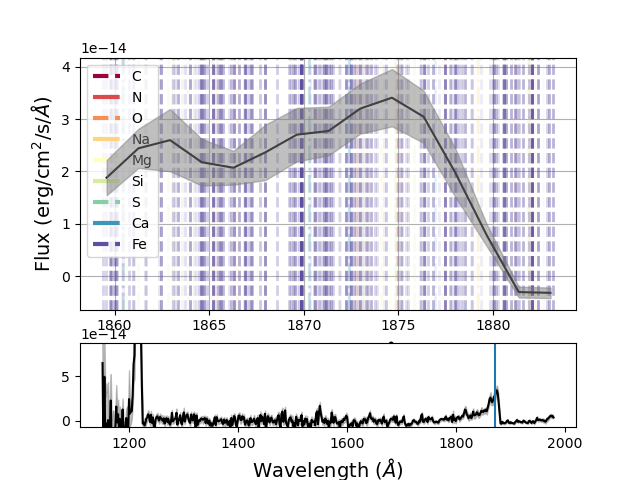 1e−14
4
3
2
1
0
Flux (erg/cm²/s/Å)
C
N
O
Na
Mg
Si
S
Ca
Fe
1860 1865 1870 1875 1880
1e−14
5
0
1200 1400 1600 1800 2000
Wavelength (Å)